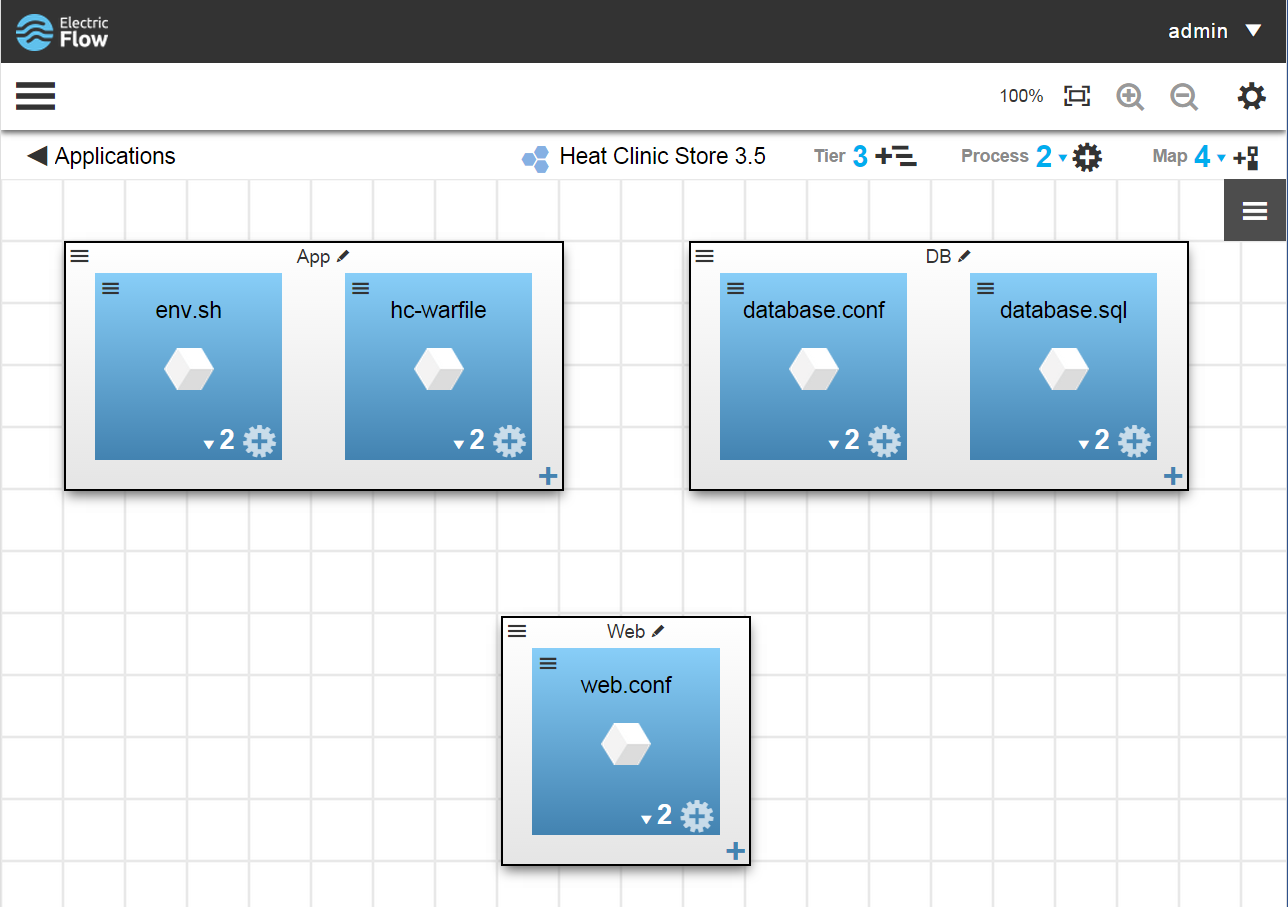 Electric
Flow
admin
100%
Applications
Heat Clinic Store 3.5
Tier 3
Process 2
Map 4
App
DB
env.sh
hc-warfile
database.conf
database.sql
2
2
2
2
Web
web.conf
2